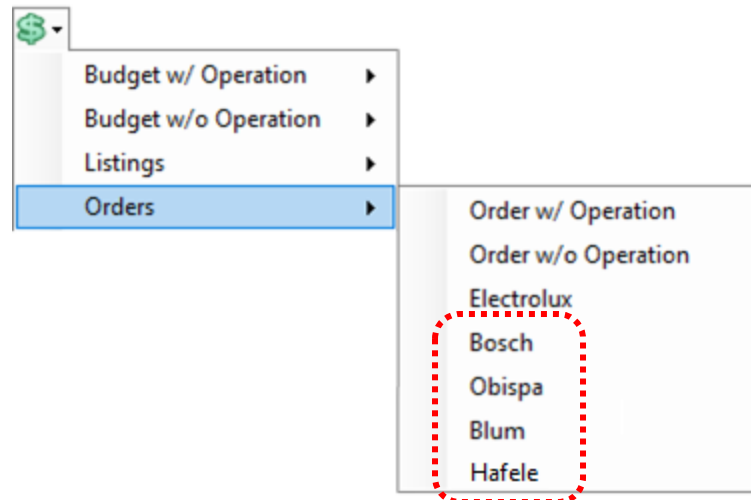 Budget w/ Operation
Budget w/o Operation
Listings
Orders
Order w/ Operation
Order w/o Operation
Electrolux
Bosch
Obispa
Blum
Hafele